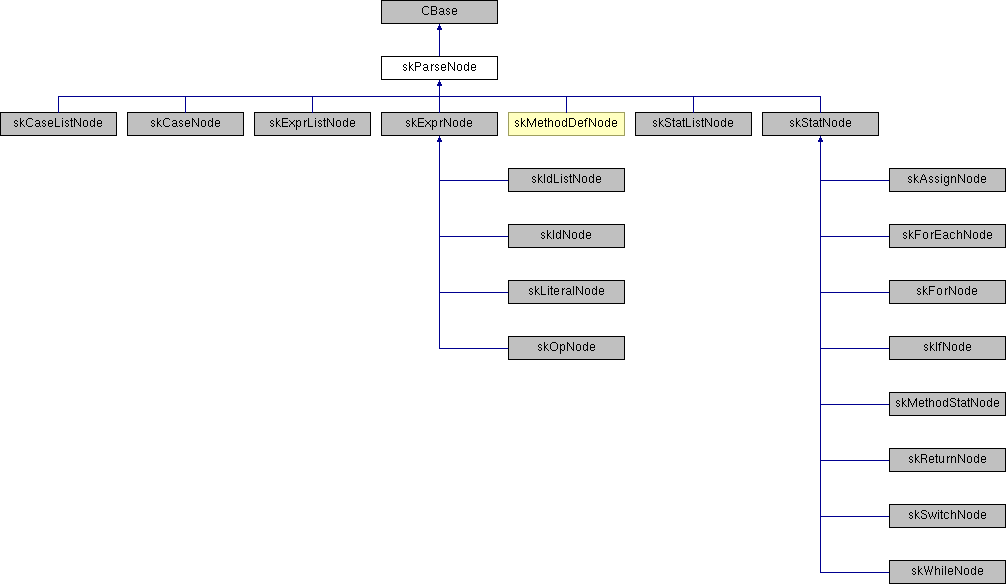 CBase
skParseNode
skCaseListNode
skCaseNode
skExprListNode
skExprNode
skMethodDefNode
skStatListNode
skStatNode
skIdListNode
skAssignNode
skIdNode
skForEachNode
skLiteralNode
skForNode
skOpNode
skIfNode
skMethodStatNode
skReturnNode
skSwitchNode
skWhileNode